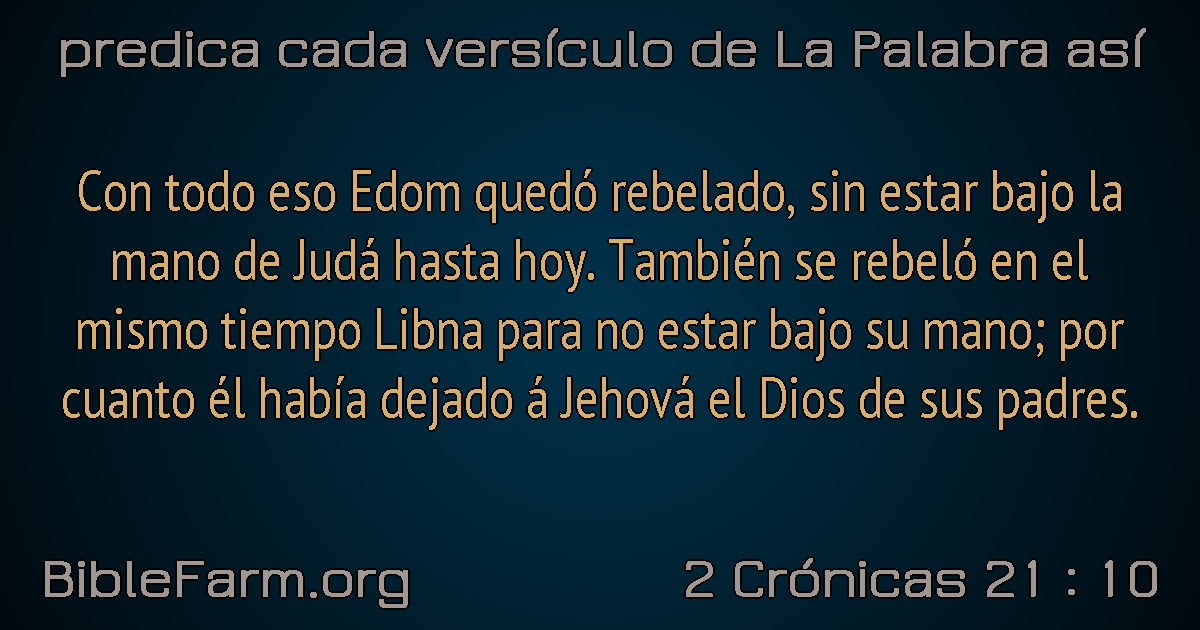 predica cada versículo de La Palabra así
Con todo eso Edom quedó rebelado, sin estar bajo la
mano de Judá hasta hoy. También se rebeló en el
mismo tiempo Libna para no estar bajo su mano; por
cuanto él había dejado á Jehová el Dios de sus padres.
BibleFarm.org
2 Crónicas 21 : 10